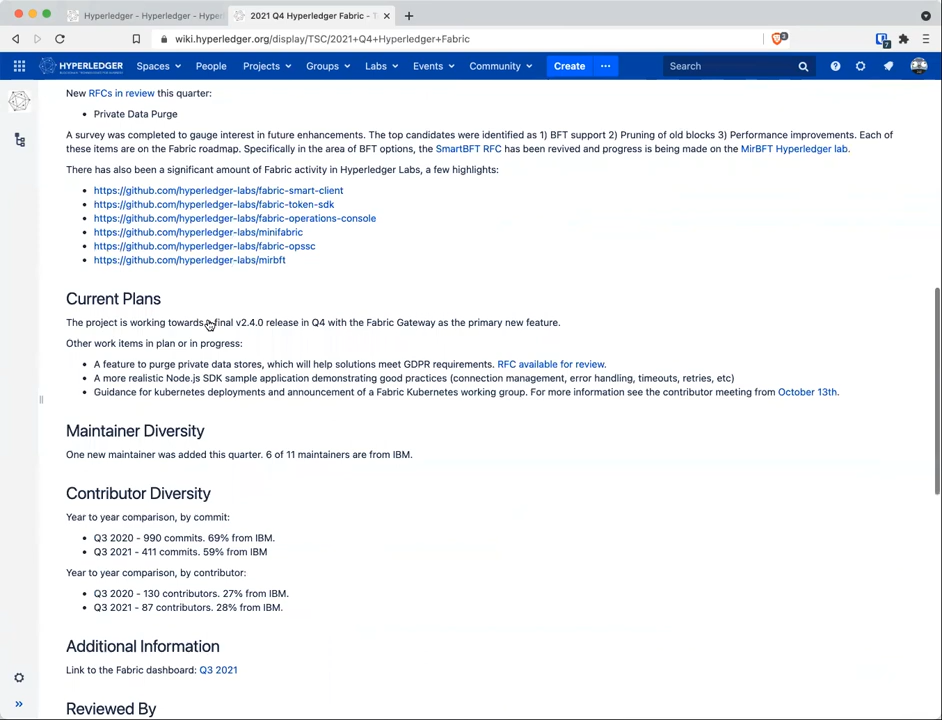 Hyperledger - Hyperledger - Hyper
2021 Q4 Hyperledger Fabric - T
wiki.hyperledger.org/display/TSC/2021+Q4+Hyperledger+Fabric
3
7
HYPERLEDGER Spaces People Projects Groups Labs Events Community Create ... Search
New RFCs in review this quarter:
• Private Data Purge
A survey was completed to gauge interest in future enhancements. The top candidates were identified as 1) BFT support 2) Pruning of old blocks 3) Performance improvements. Each of
these items are on the Fabric roadmap. Specifically in the area of BFT options, the SmartBFT RFC has been revived and progress is being made on the MirBFT Hyperledger lab.
There has also been a significant amount of Fabric activity in Hyperledger Labs, a few highlights:
• https://github.com/hyperledger-labs/fabric-smart-client
• https://github.com/hyperledger-labs/fabric-token-sdk
• https://github.com/hyperledger-labs/fabric-operations-console
• https://github.com/hyperledger-labs/minifabric
• https://github.com/hyperledger-labs/fabric-opssc
• https://github.com/hyperledger-labs/mirbft
Current Plans
The project is working towards a final v2.4.0 release in Q4 with the Fabric Gateway as the primary new feature.
Other work items in plan or in progress:
• A feature to purge private data stores, which will help solutions meet GDPR requirements. RFC available for review.
• A more realistic Node.js SDK sample application demonstrating good practices (connection management, error handling, timeouts, retries, etc)
• Guidance for kubernetes deployments and announcement of a Fabric Kubernetes working group. For more information see the contributor meeting from October 13th.
Maintainer Diversity
One new maintainer was added this quarter. 6 of 11 maintainers are from IBM.
Contributor Diversity
Year to year comparison, by commit:
• Q3 2020 - 990 commits. 69% from IBM.
• Q3 2021 - 411 commits. 59% from IBM
Year to year comparison, by contributor:
• Q3 2020 - 130 contributors. 27% from IBM.
• Q3 2021 - 87 contributors. 28% from IBM.
Additional Information
Link to the Fabric dashboard: Q3 2021
Reviewed By